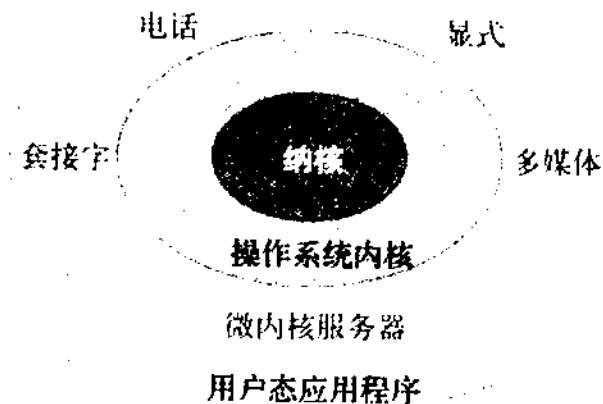 电话
显式
套接字
纳核
多媒体
操作系统内核
微内核服务器
用户态应用程序